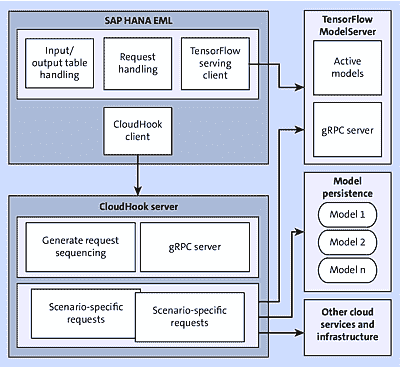 SAP HANA EML
Input/
output table
handling
Request
handling
TensorFlow
serving
client
CloudHook
client
TensorFlow
ModelServer
Active
models
gRPC server
CloudHook server
Generate request
sequencing
gRPC server
Scenario-specific
requests
Scenario-specific
requests
Model
persistence
Model 1
Model 2
Model n
Other cloud
services and
infrastructure